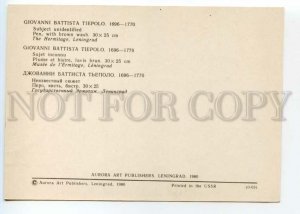 GIOVANNI BATTISTA TIEPOLO. 1696—1770
Subject unidentified
Pen, with brown wash. 30×25 cm
The Hermitage, Leningrad
GIOVANNI BATTISTA TIEPOLO. 1696—1770
Sujet inconnu
Plume et bistre, lavis brun. 30×25 cm
Musée de l'Ermitage, Léningrad
ДЖОВАННИ БАТТИСТА ТЬЕПОЛО. 1696—1770
Неизвестный сюжет
Перо, кисть, бистр. 30×25
Государственный Эрмитаж. Ленинград
NOT FOR COPY
AURORA ART PUBLISHERS, LENINGRAD. 1980
© Aurora Art Publishers, Leningrad, 1980
Printed in the USSR